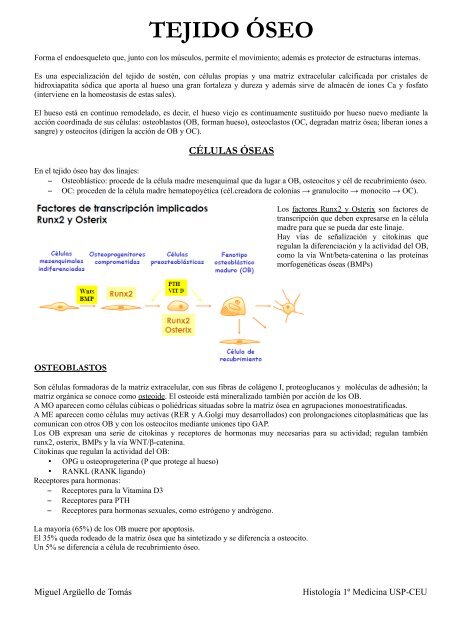 TEJIDO ÓSEO
Forma el endoesqueleto que, junto con los músculos, permite el movimiento; además es protector de estructuras internas.
Es una especialización del tejido de sostén, con células propias y una matriz extracelular calcificada por cristales de
hidroxiapatita sódica que aporta al hueso una gran fortaleza y dureza y además sirve de almacén de iones Ca y fosfato
(interviene en la homeostasis de estas sales).
El hueso está en continuo remodelado, es decir, el hueso viejo es continuamente sustituido por hueso nuevo mediante la
acción coordinada de sus células: osteoblastos (OB, forman hueso), osteoclastos (OC, degradan matriz ósea; liberan iones a
sangre) y osteocitos (dirigen la acción de OB y OC).
CÉLULAS ÓSEAS
En el tejido óseo hay dos linajes:
– Osteoblástico: procede de la célula madre mesenquimal que da lugar a OB, osteocitos y cél de recubrimiento óseo.
– OC: proceden de la célula madre hematopoyética (cél.creadora de colonias → granulocito → monocito → OC).
Factores de transcripción implicados
Runx2 y Osterix
Células
mesenquimales
indiferenciadas
Osteoprogenitores
comprometidas
Células
preosteoblásticas
Fenotipo
osteoblástico
maduro (OB)
Wnts
BMP
Runx2
PTH
VIT D
Runx2
Osterix
Célula de
recubrimiento
Los factores Runx2 y Osterix son factores de
transcripción que deben expresarse en la célula
madre para que se pueda dar este linaje.
Hay vías de señalización y citokinas que
regulan la diferenciación y la actividad del OB,
como la vía Wnt/beta-catenina o las proteínas
morfogenéticas óseas (BMPs)
OSTEOBLASTOS
Son células formadoras de la matriz extracelular, con sus fibras de colágeno I, proteoglucanos y moléculas de adhesión; la
matriz orgánica se conoce como osteoide. El osteoide está mineralizado también por acción de los OB.
A MO aparecen como células cúbicas o poliédricas situadas sobre la matriz ósea en agrupaciones monoestratificadas.
A ME aparecen como células muy activas (RER y A.Golgi muy desarrollados) con prolongaciones citoplasmáticas que las
comunican con otros OB y con los osteocitos mediante uniones tipo GAP.
Los OB expresan una serie de citokinas y receptores de hormonas muy necesarias para su actividad; regulan también
runx2, osterix, BMPs y la vía WNT/β-catenina.
Citokinas que regulan la actividad del OB:
• OPG u osteoprogeterina (P que protege al hueso)
• RANKL (RANK ligando)
Receptores para hormonas:
– Receptores para la Vitamina D3
– Receptores para PTH
– Receptores para hormonas sexuales, como estrógeno y andrógeno.
La mayoría (65%) de los OB muere por apoptosis.
El 35% queda rodeado de la matriz ósea que ha sintetizado y se diferencia a osteocito.
Un 5% se diferencia a célula de recubrimiento óseo.
Miguel Argüello de Tomás
Histología 1º Medicina USP-CEU